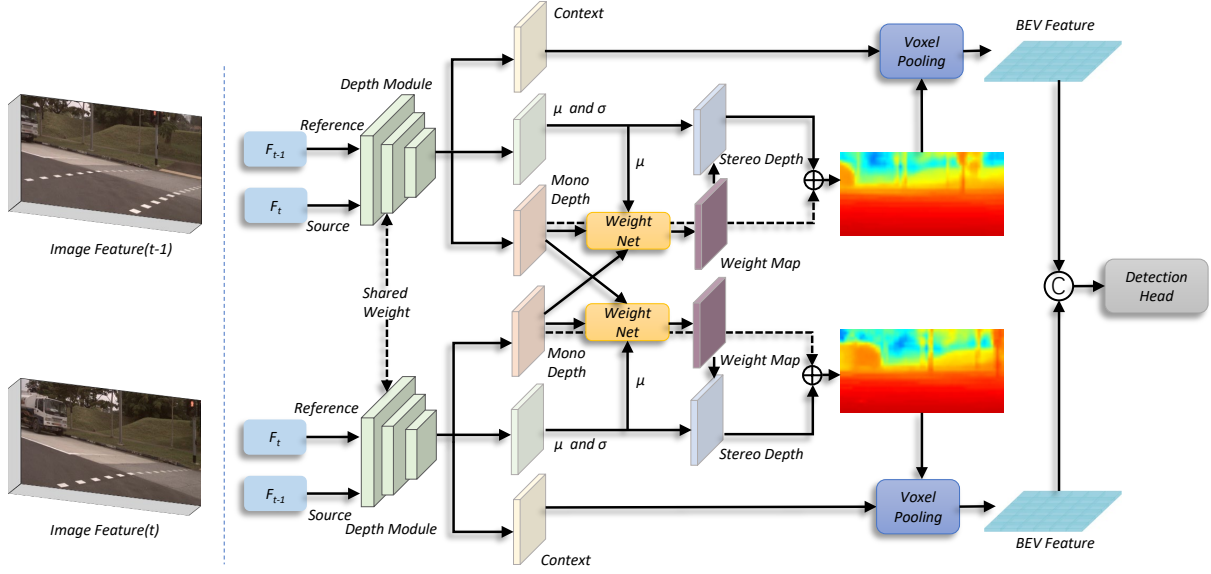 Context
Voxel
Pooling
BEV Feature
Depth Module
μ and σ
Reference
F_{t-1}
Stereo Depth
μ
Mono
Depth
F_t
Source
Weight
Net
Image Feature(t-1)
Weight Map
Shared
Weight
C
Detection
Head
Weight
Net
Mono
Depth
Weight Map
μ
Reference
F_t
μ and σ
Stereo Depth
F_{t-1}
Source
Voxel
Pooling
Image Feature(t)
Depth Module
BEV Feature
Context